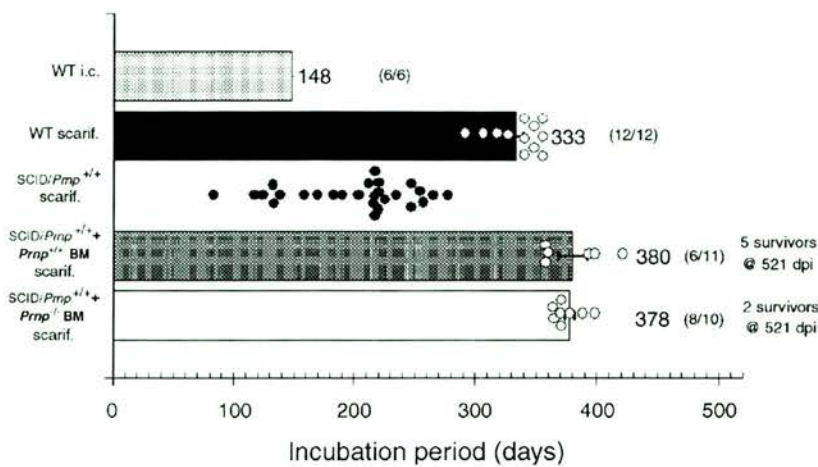 WT i.c.
148 (6/6)
WT scarif.
333 (12/12)
SCID/Prnp +/+
scarif.
SCID/Prnp +/+ +
Prnp +/+ BM
scarif.
380 (6/11)
5 survivors
@ 521 dpi
SCID/Prnp +/+ +
Prnp -/- BM
scarif.
378 (8/10)
2 survivors
@ 521 dpi
0 100 200 300 400 500
Incubation period (days)